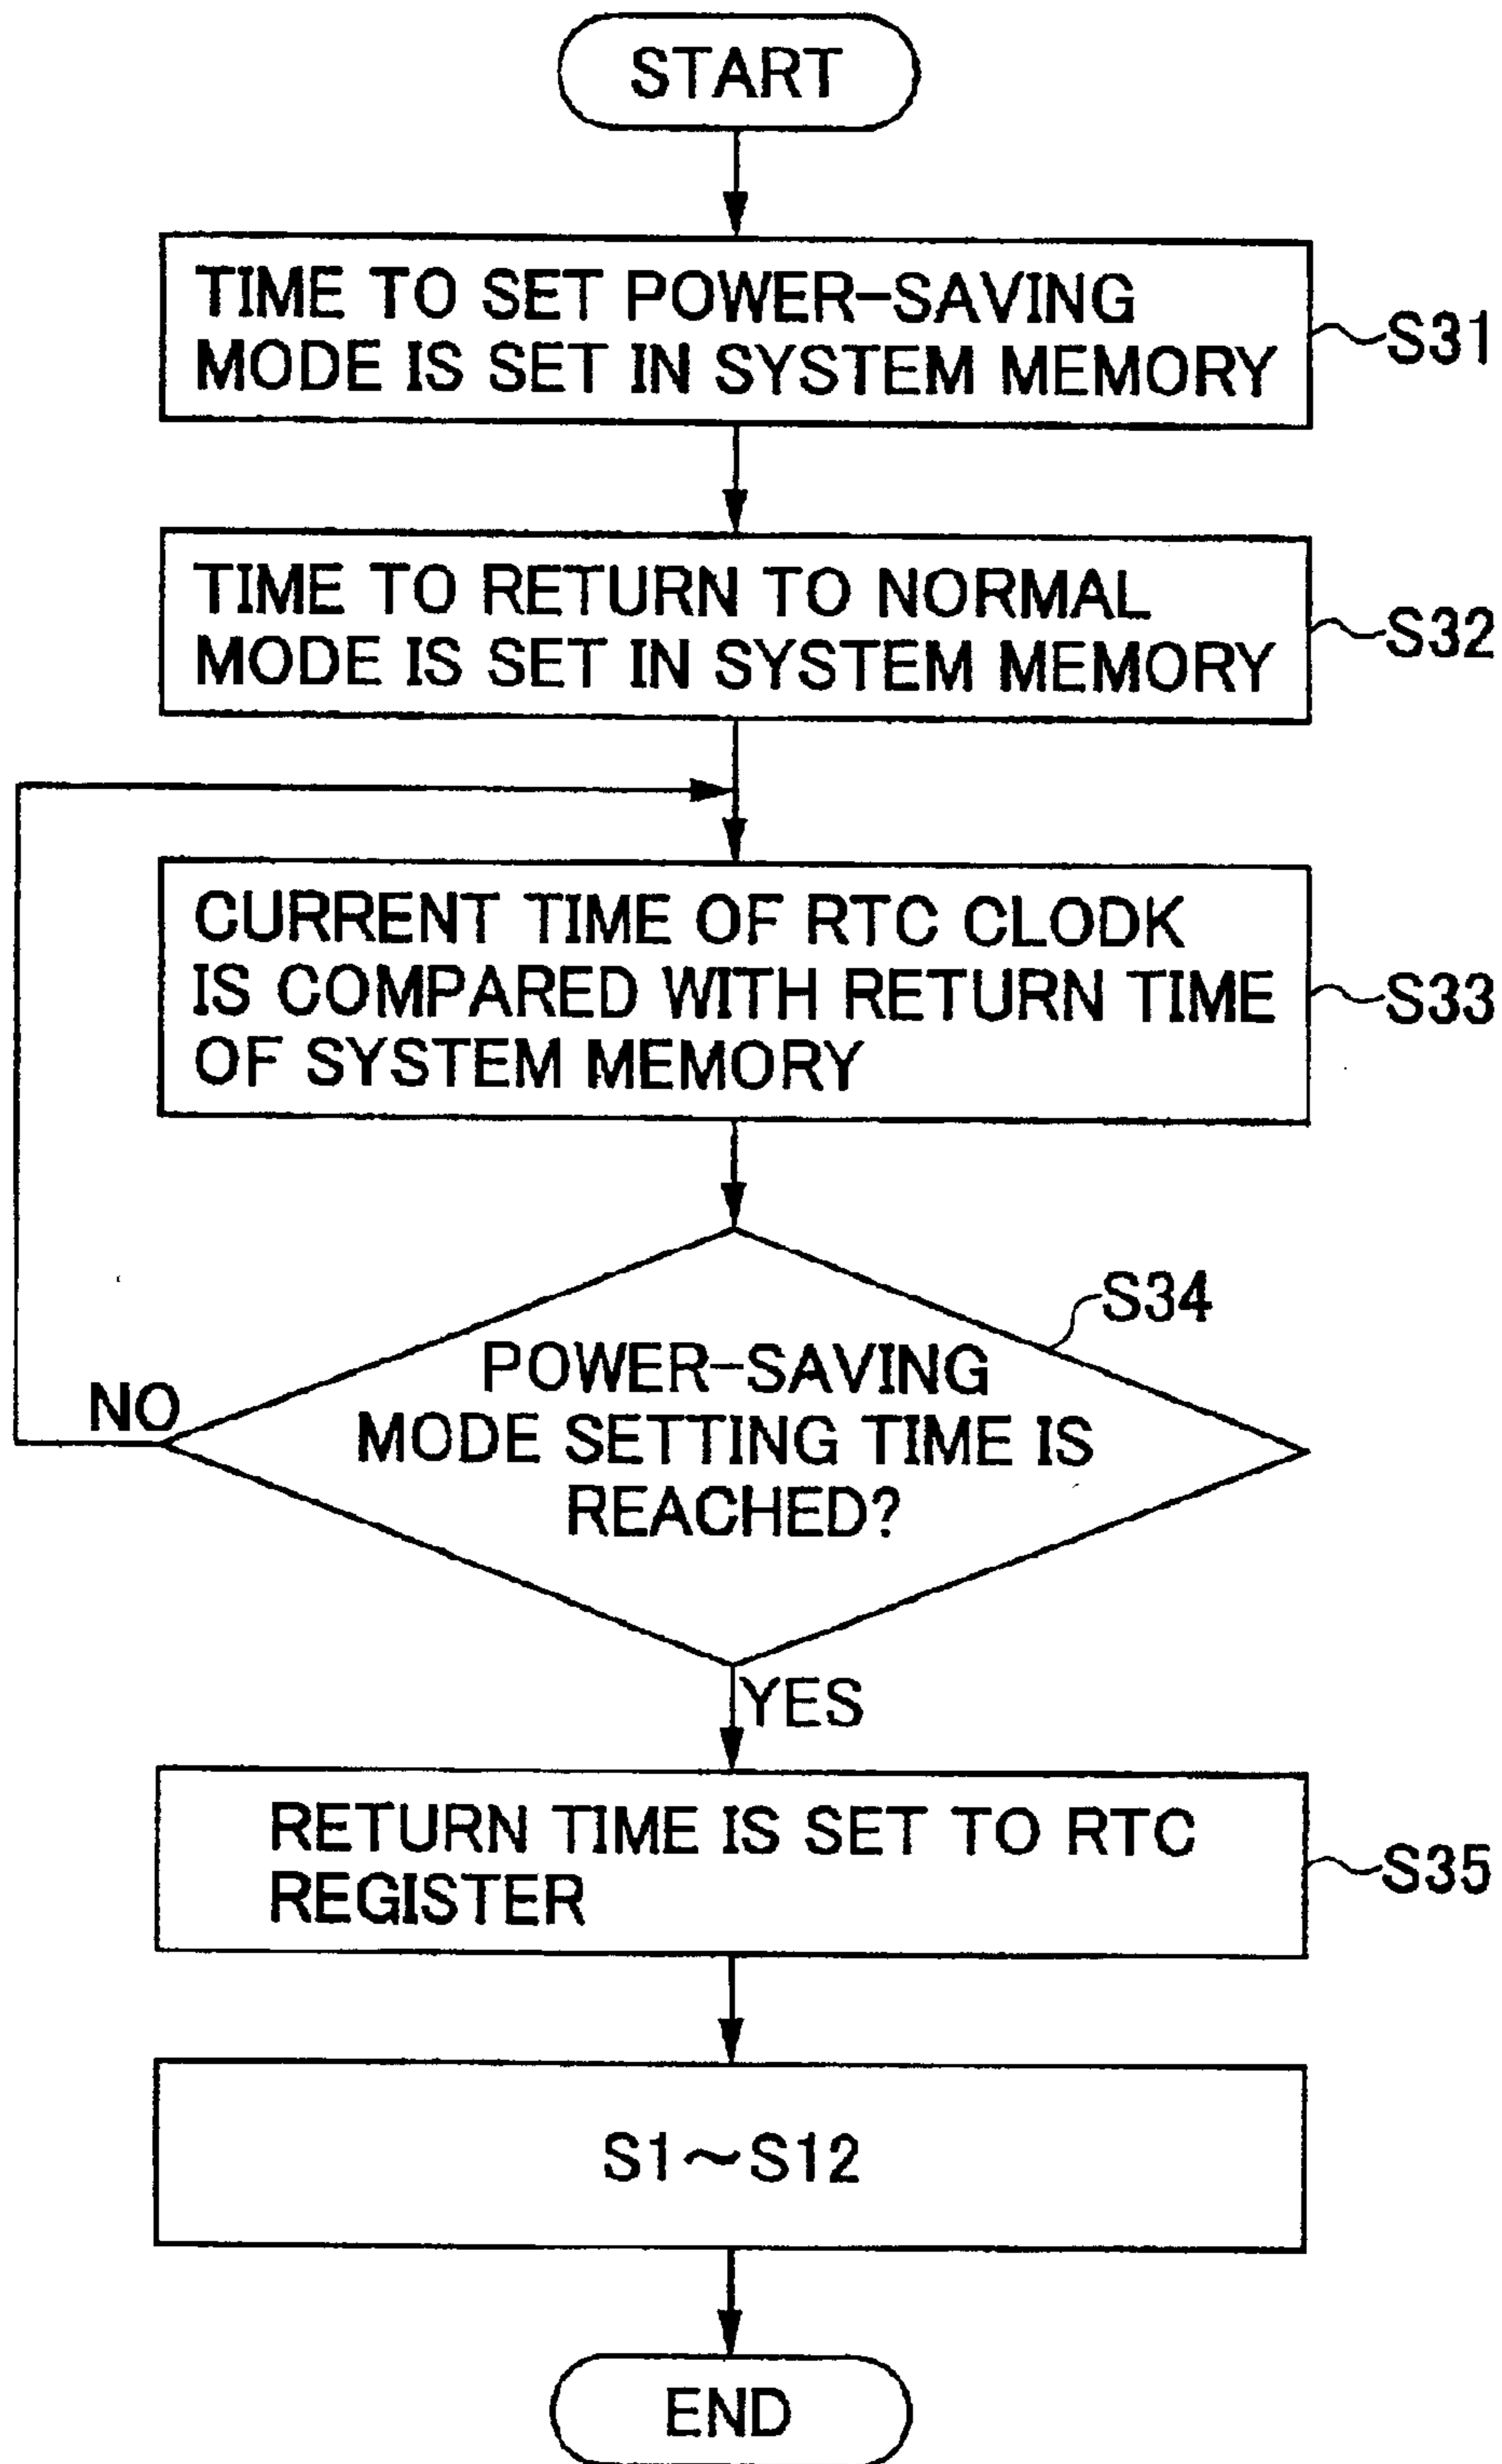 START
TIME TO SET POWER-SAVING
MODE IS SET IN SYSTEM MEMORY
S31
TIME TO RETURN TO NORMAL
MODE IS SET IN SYSTEM MEMORY
S32
CURRENT TIME OF RTC CLODK
IS COMPARED WITH RETURN TIME
OF SYSTEM MEMORY
S33
S34
POWER-SAVING
MODE SETTING TIME IS
REACHED?
NO
YES
RETURN TIME IS SET TO RTC
REGISTER
S35
S1~S12
END